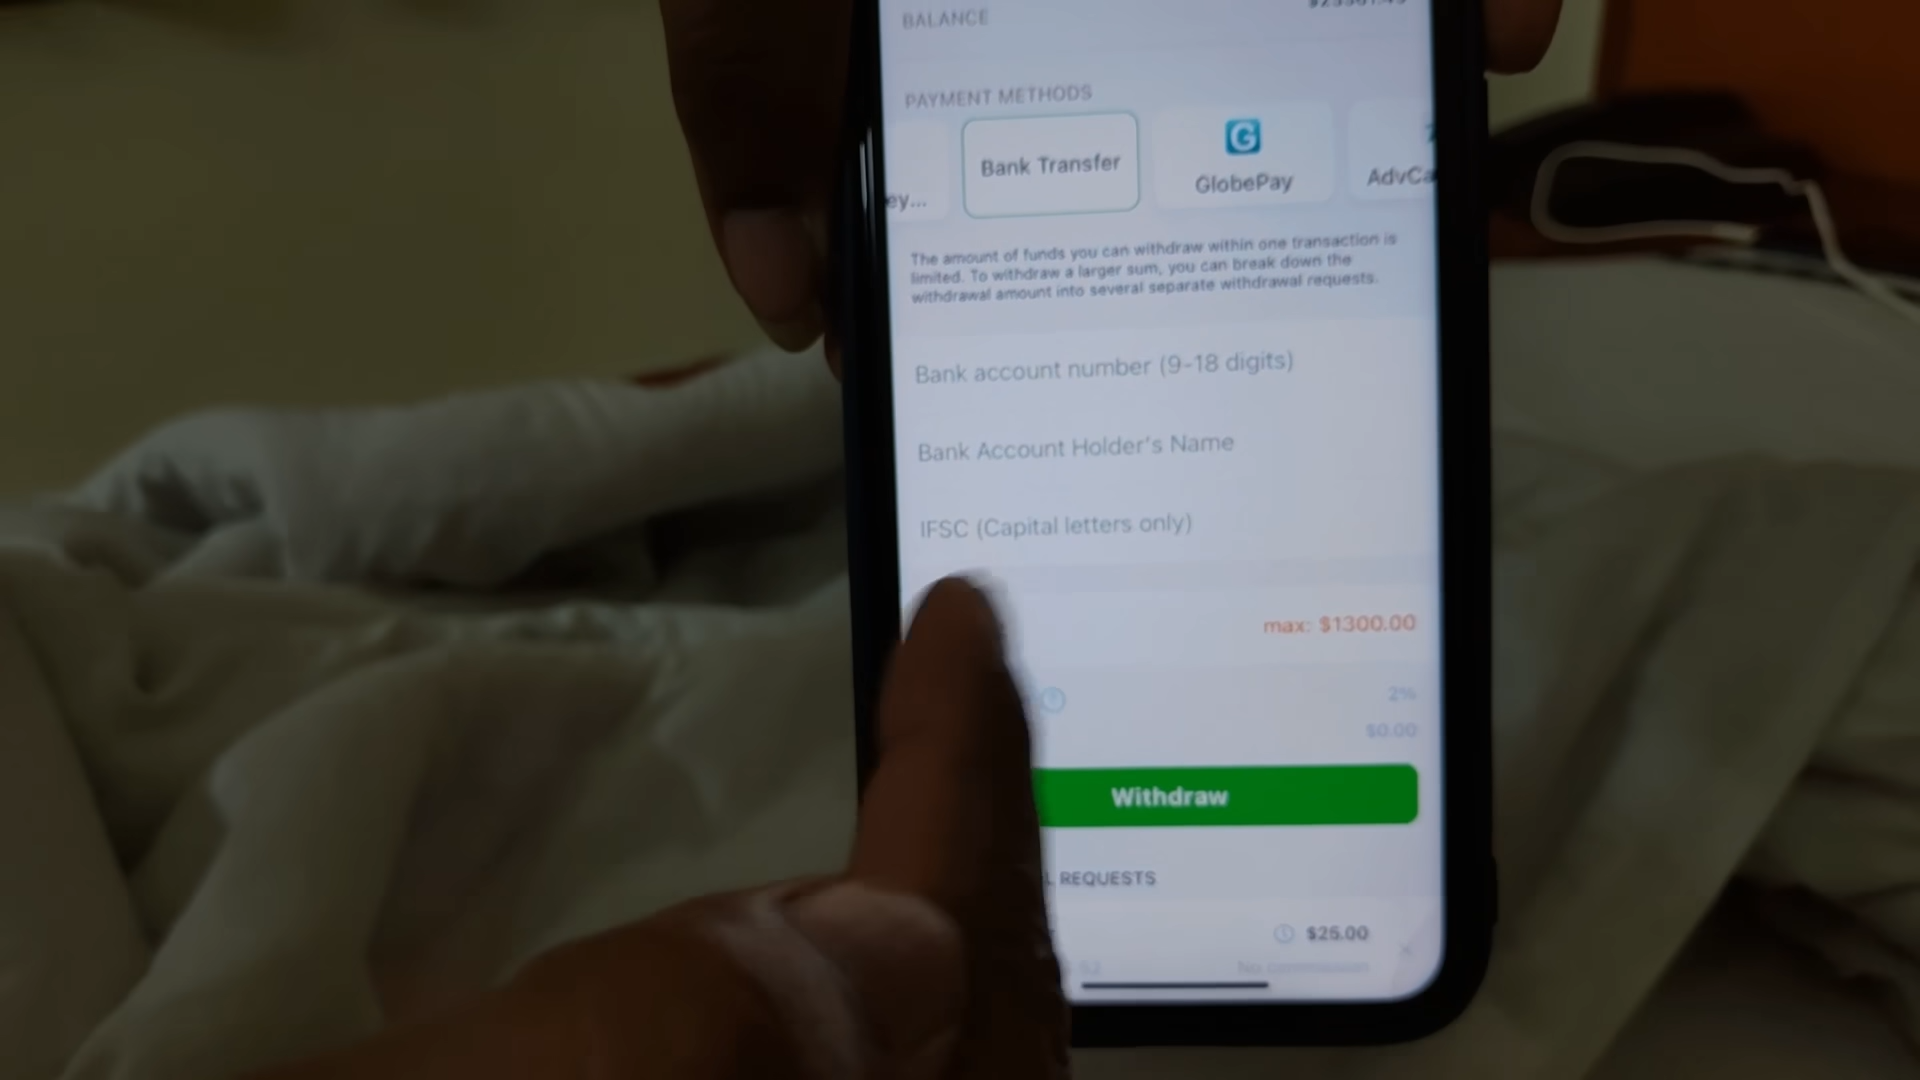 BALANCE
PAYMENT METHODS
ey...
Bank Transfer
G
GlobePay
AdvCa
The amount of funds you can withdraw within one transaction is
limited. To withdraw a larger sum, you can break down the
withdrawal amount into several separate withdrawal requests.
Bank account number (9-18 digits)
Bank Account Holder's Name
IFSC (Capital letters only)
max: $1300.00
2%
$0.00
Withdraw
REQUESTS
$25.00
No commission